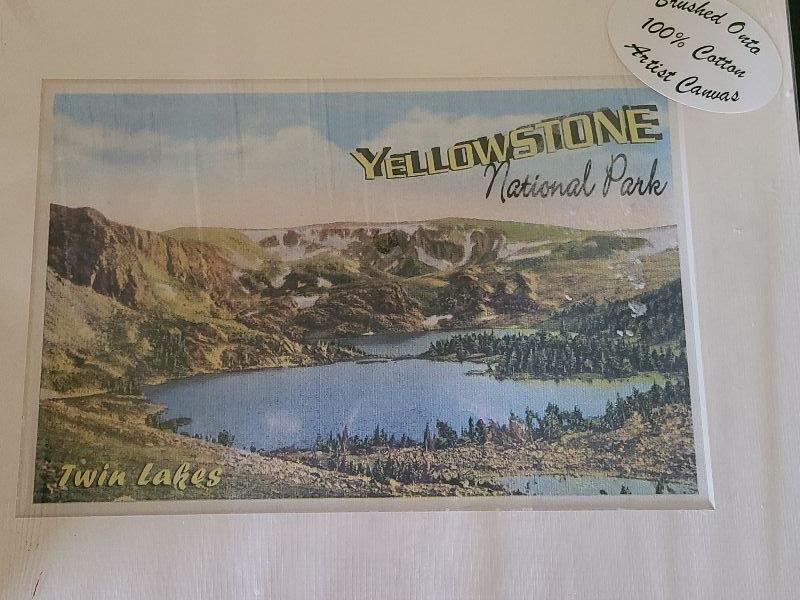 Brushed Onto
100% Cotton
Artist Canvas
YELLOWSTONE
National Park
Twin Lakes